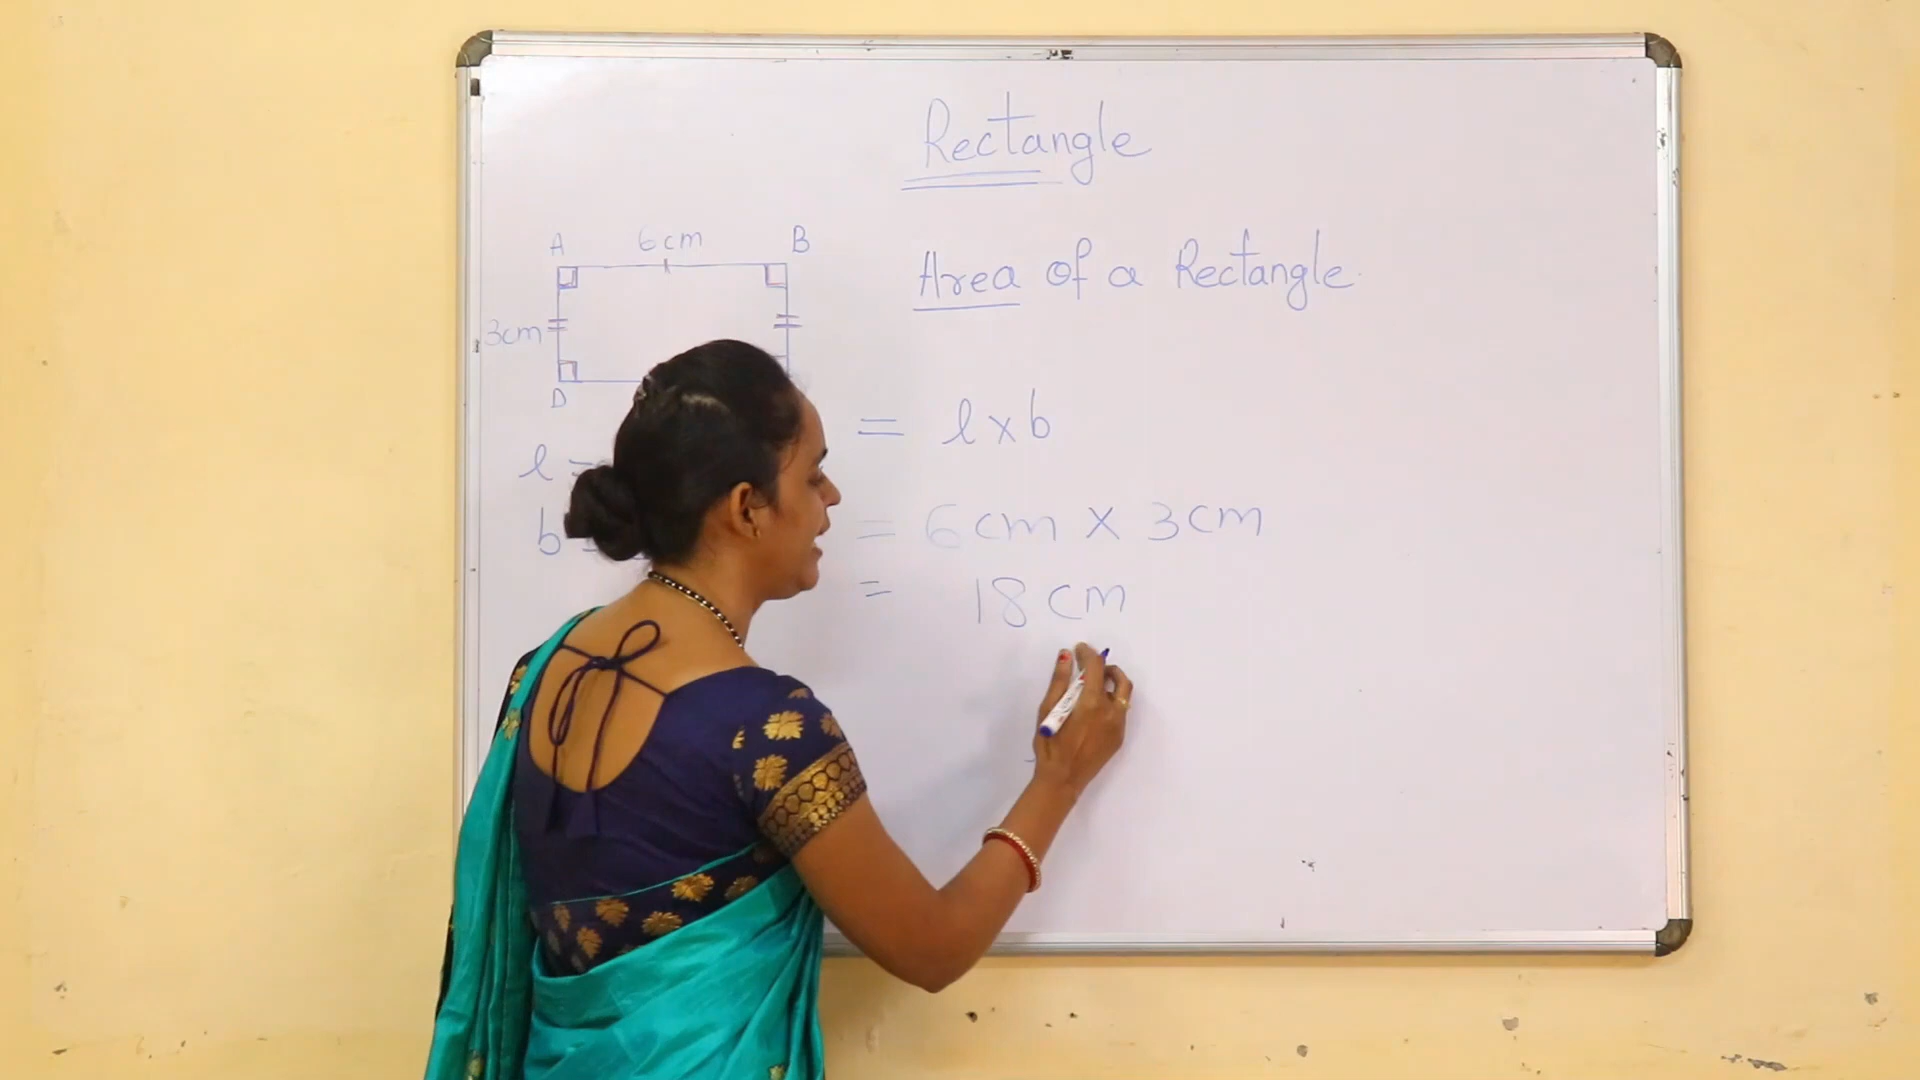 Rectangle
A 6cm B
Area of a Rectangle
3cm
D
= l x b
l =
= 6cm x 3cm
b =
= 18 cm